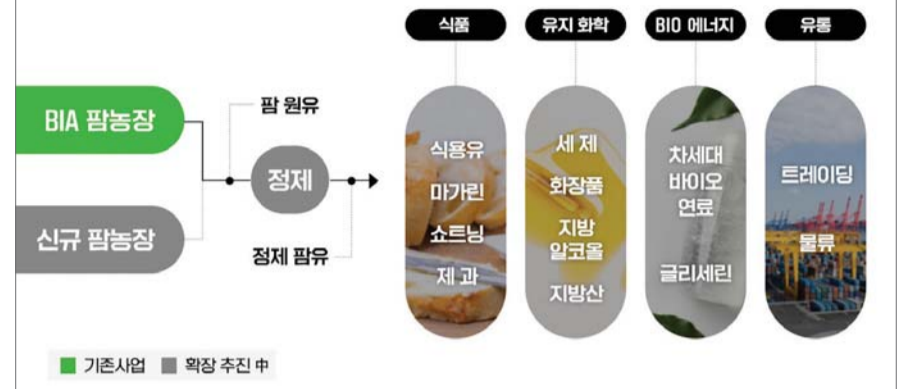 식품
유지 화학
BIO 에너지
유통
BIA 팜농장
신규 팜농장
팜 원유
정제
정제 팜유
식용유
마가린
쇼트닝
제 과
세 제
화장품
지방
알코올
지방산
차세대
바이오
연료
글리세린
트레이딩
물류
기존사업
확장 추진 中